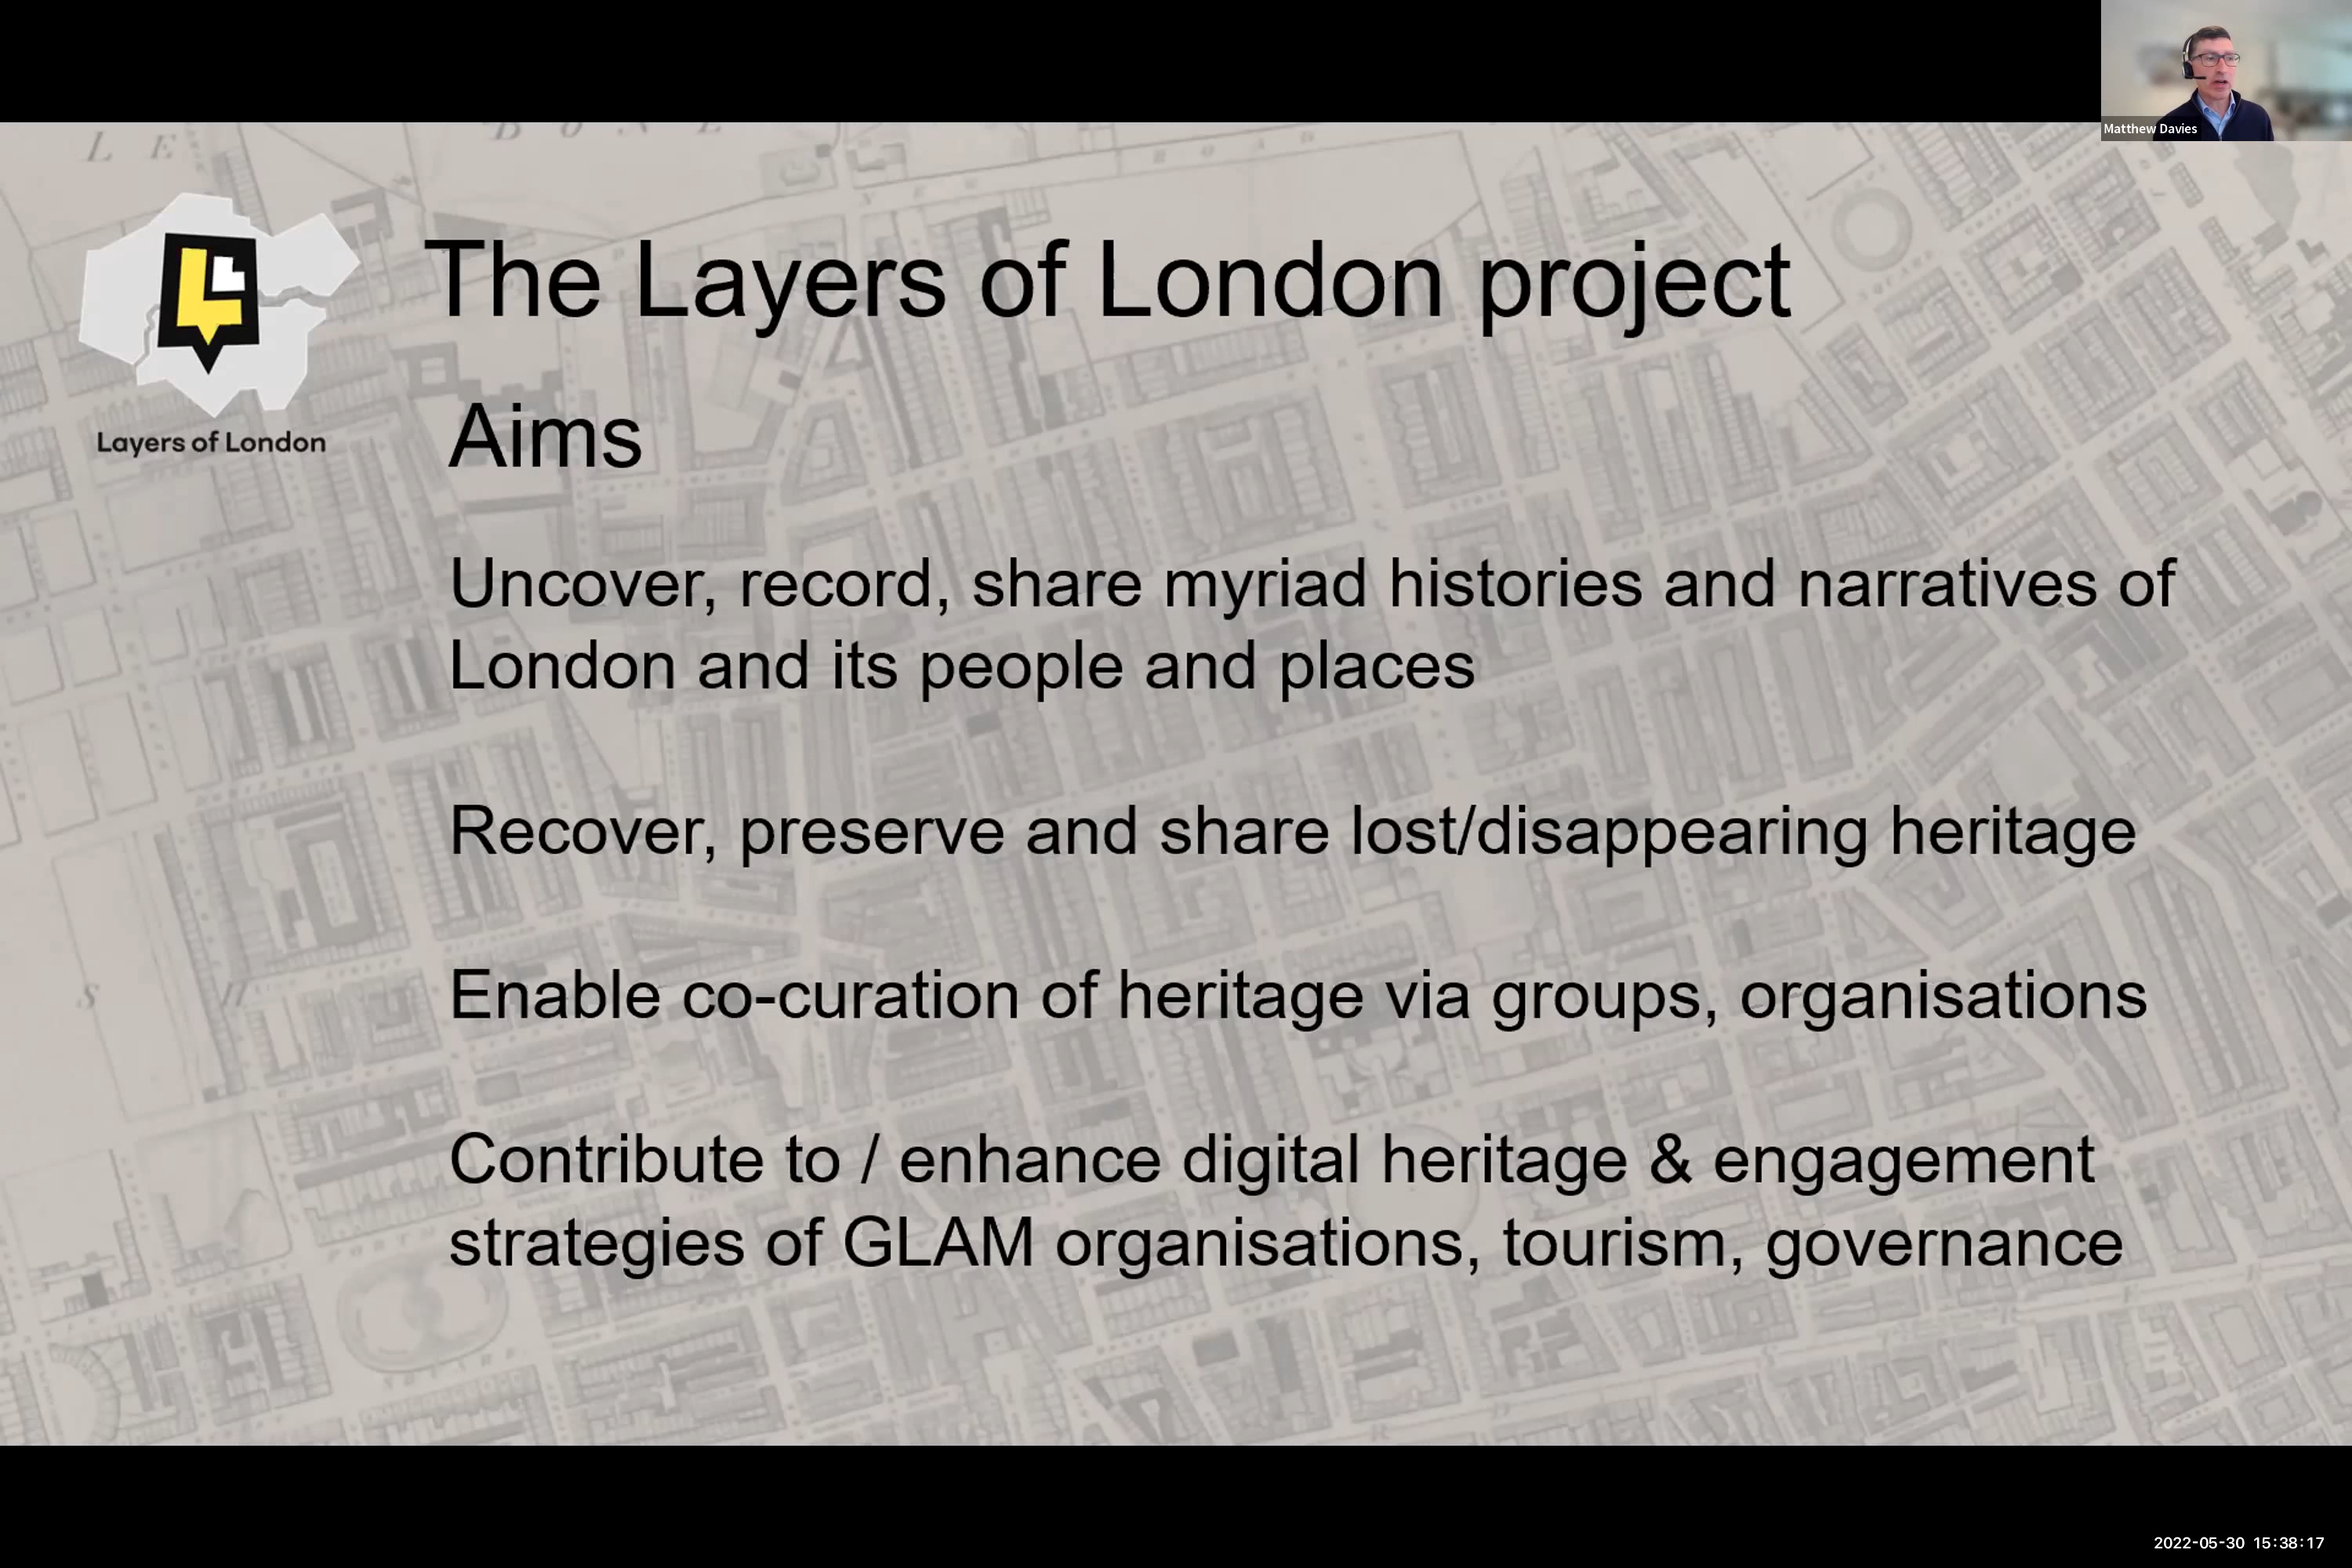 Matthew Davies
L E
B O N E
R O A D
The Layers of London project
Layers of London
Aims
Uncover, record, share myriad histories and narratives of
London and its people and places
Recover, preserve and share lost/disappearing heritage
Enable co-curation of heritage via groups, organisations
Contribute to / enhance digital heritage & engagement
strategies of GLAM organisations, tourism, governance
2022-05-30 15:38:17